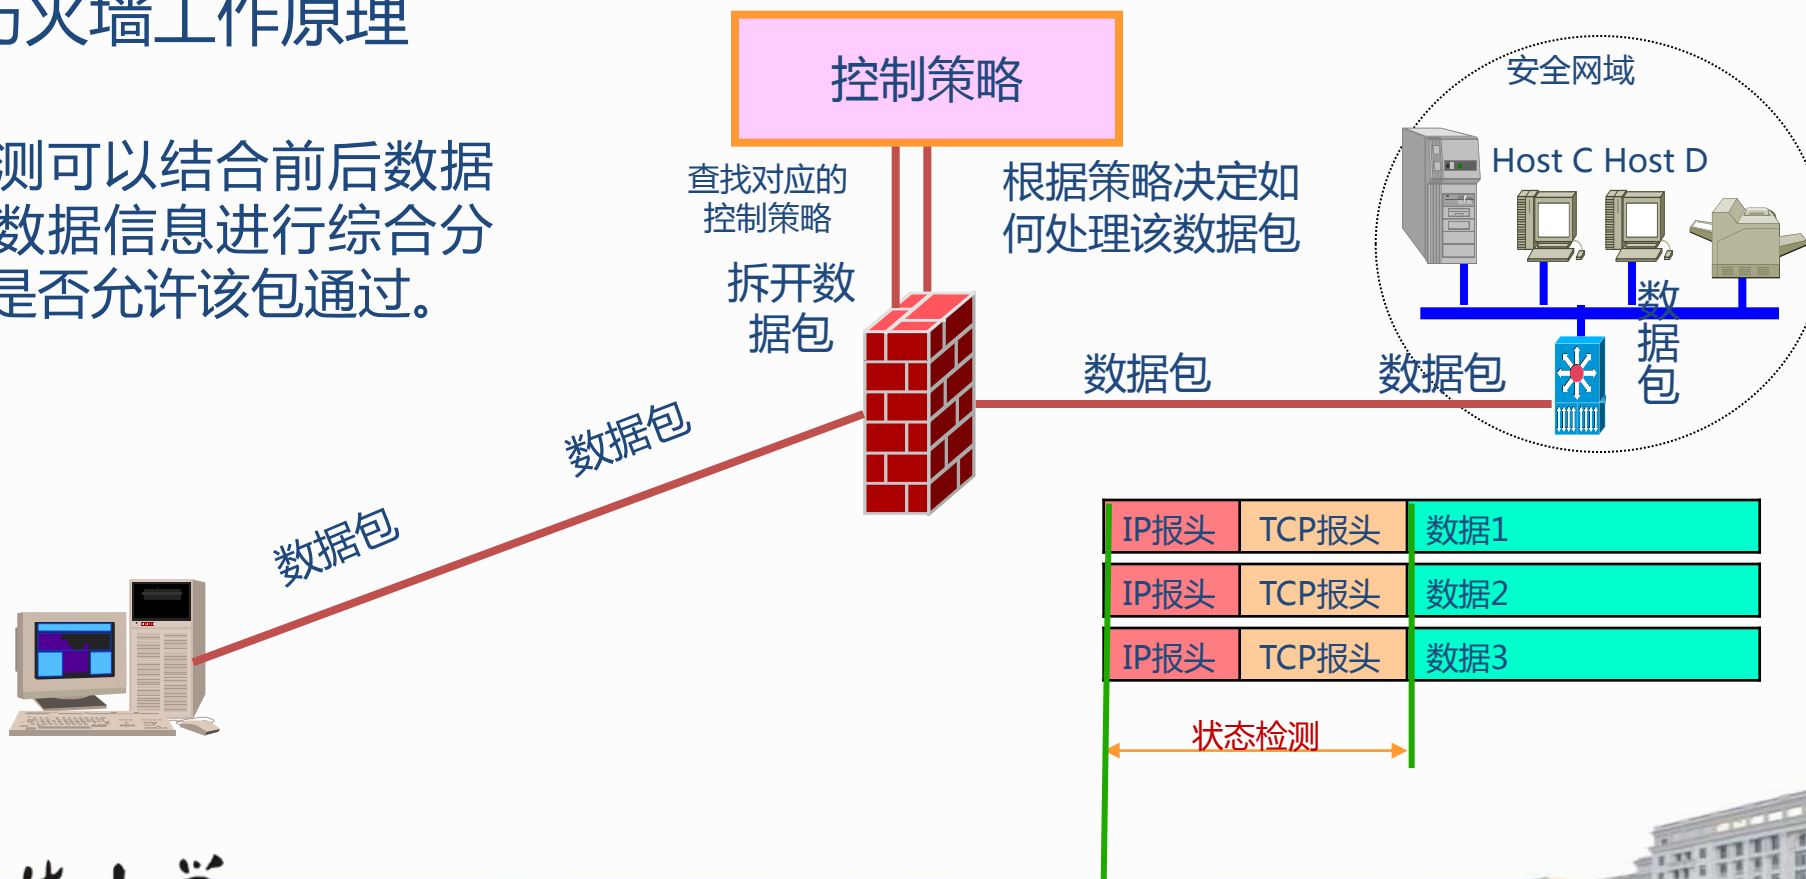 防火墙工作原理
测可以结合前后数据
数据信息进行综合分
是否允许该包通过。
控制策略
查找对应的
控制策略
根据策略决定如
何处理该数据包
拆开数
据包
安全网域
Host C Host D
数
据
包
数据包
数据包
数据包
数据包
IP报头 TCP报头 数据1
IP报头 TCP报头 数据2
IP报头 TCP报头 数据3
状态检测